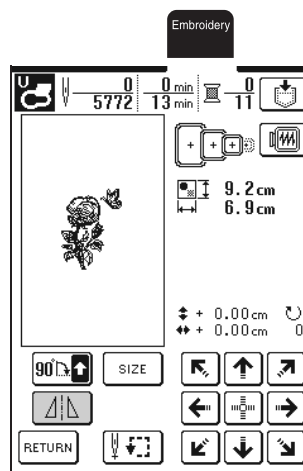 Embroidery
0 0 min 0
5772 13 min 11
9.2 cm
6.9 cm
+ 0.00 cm
+ 0.00 cm 0
90° SIZE
RETURN